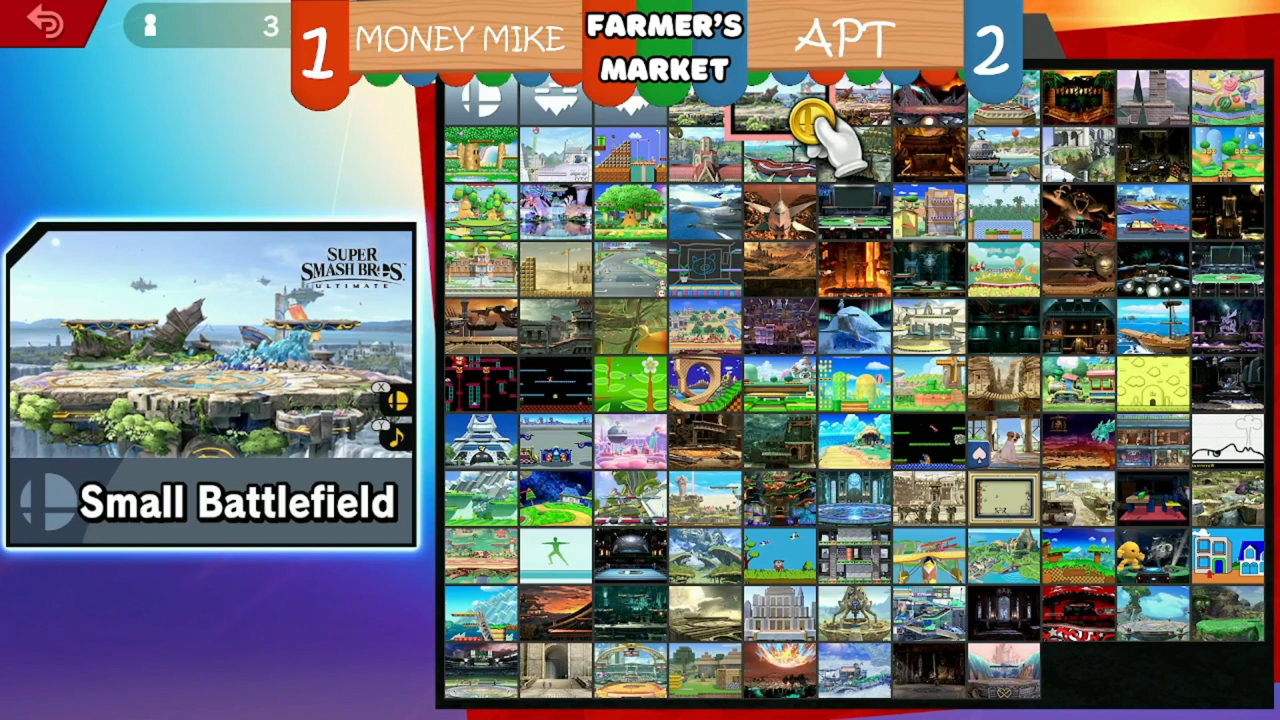 3
1
MONEY MIKE
FARMER'S
MARKET
APT
2
SUPER
SMASH BROS.
ULTIMATE
X
Y
Small Battlefield